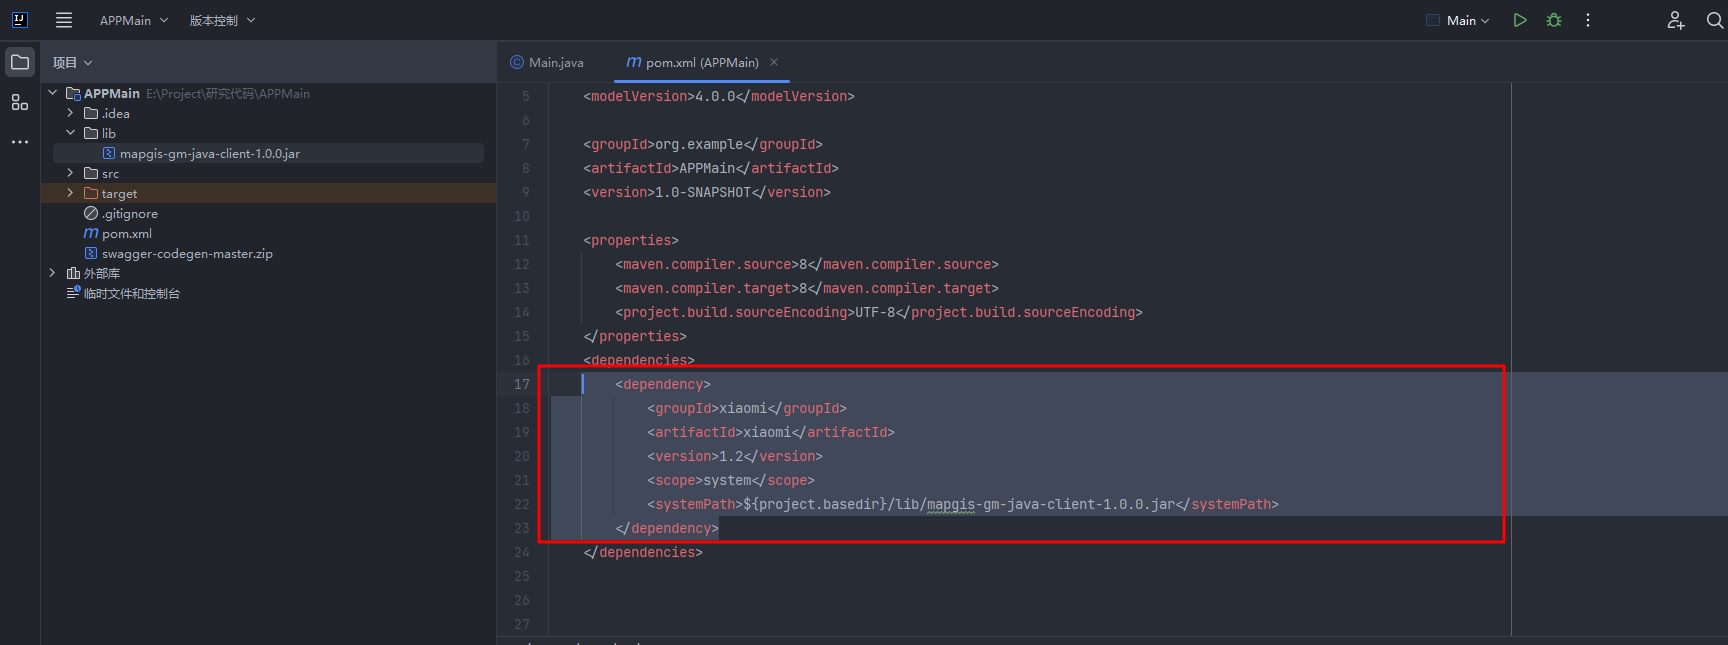 IJ APPMain 版本控制 Main
项目
Main.java pom.xml (APPMain)
APPMain E:\Project\研究代码\APPMain
.idea
lib
mapgis-gm-java-client-1.0.0.jar
src
target
.gitignore
pom.xml
swagger-codegen-master.zip
外部库
临时文件和控制台
5 <modelVersion>4.0.0</modelVersion>
6
7 <groupId>org.example</groupId>
8 <artifactId>APPMain</artifactId>
9 <version>1.0-SNAPSHOT</version>
10
11 <properties>
12 <maven.compiler.source>8</maven.compiler.source>
13 <maven.compiler.target>8</maven.compiler.target>
14 <project.build.sourceEncoding>UTF-8</project.build.sourceEncoding>
15 </properties>
16 <dependencies>
17 <dependency>
18 <groupId>xiaomi</groupId>
19 <artifactId>xiaomi</artifactId>
20 <version>1.2</version>
21 <scope>system</scope>
22 <systemPath>${project.basedir}/lib/mapgis-gm-java-client-1.0.0.jar</systemPath>
23 </dependency>
24 </dependencies>
25
26
27